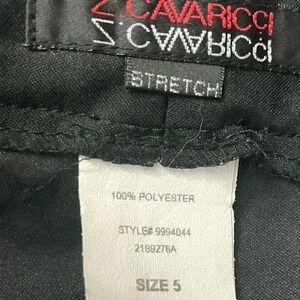 Z. CAVARICCI
Z. CAVARICCI
STRETCH
100% POLYESTER
STYLE# 9994044
2189276A
SIZE 5